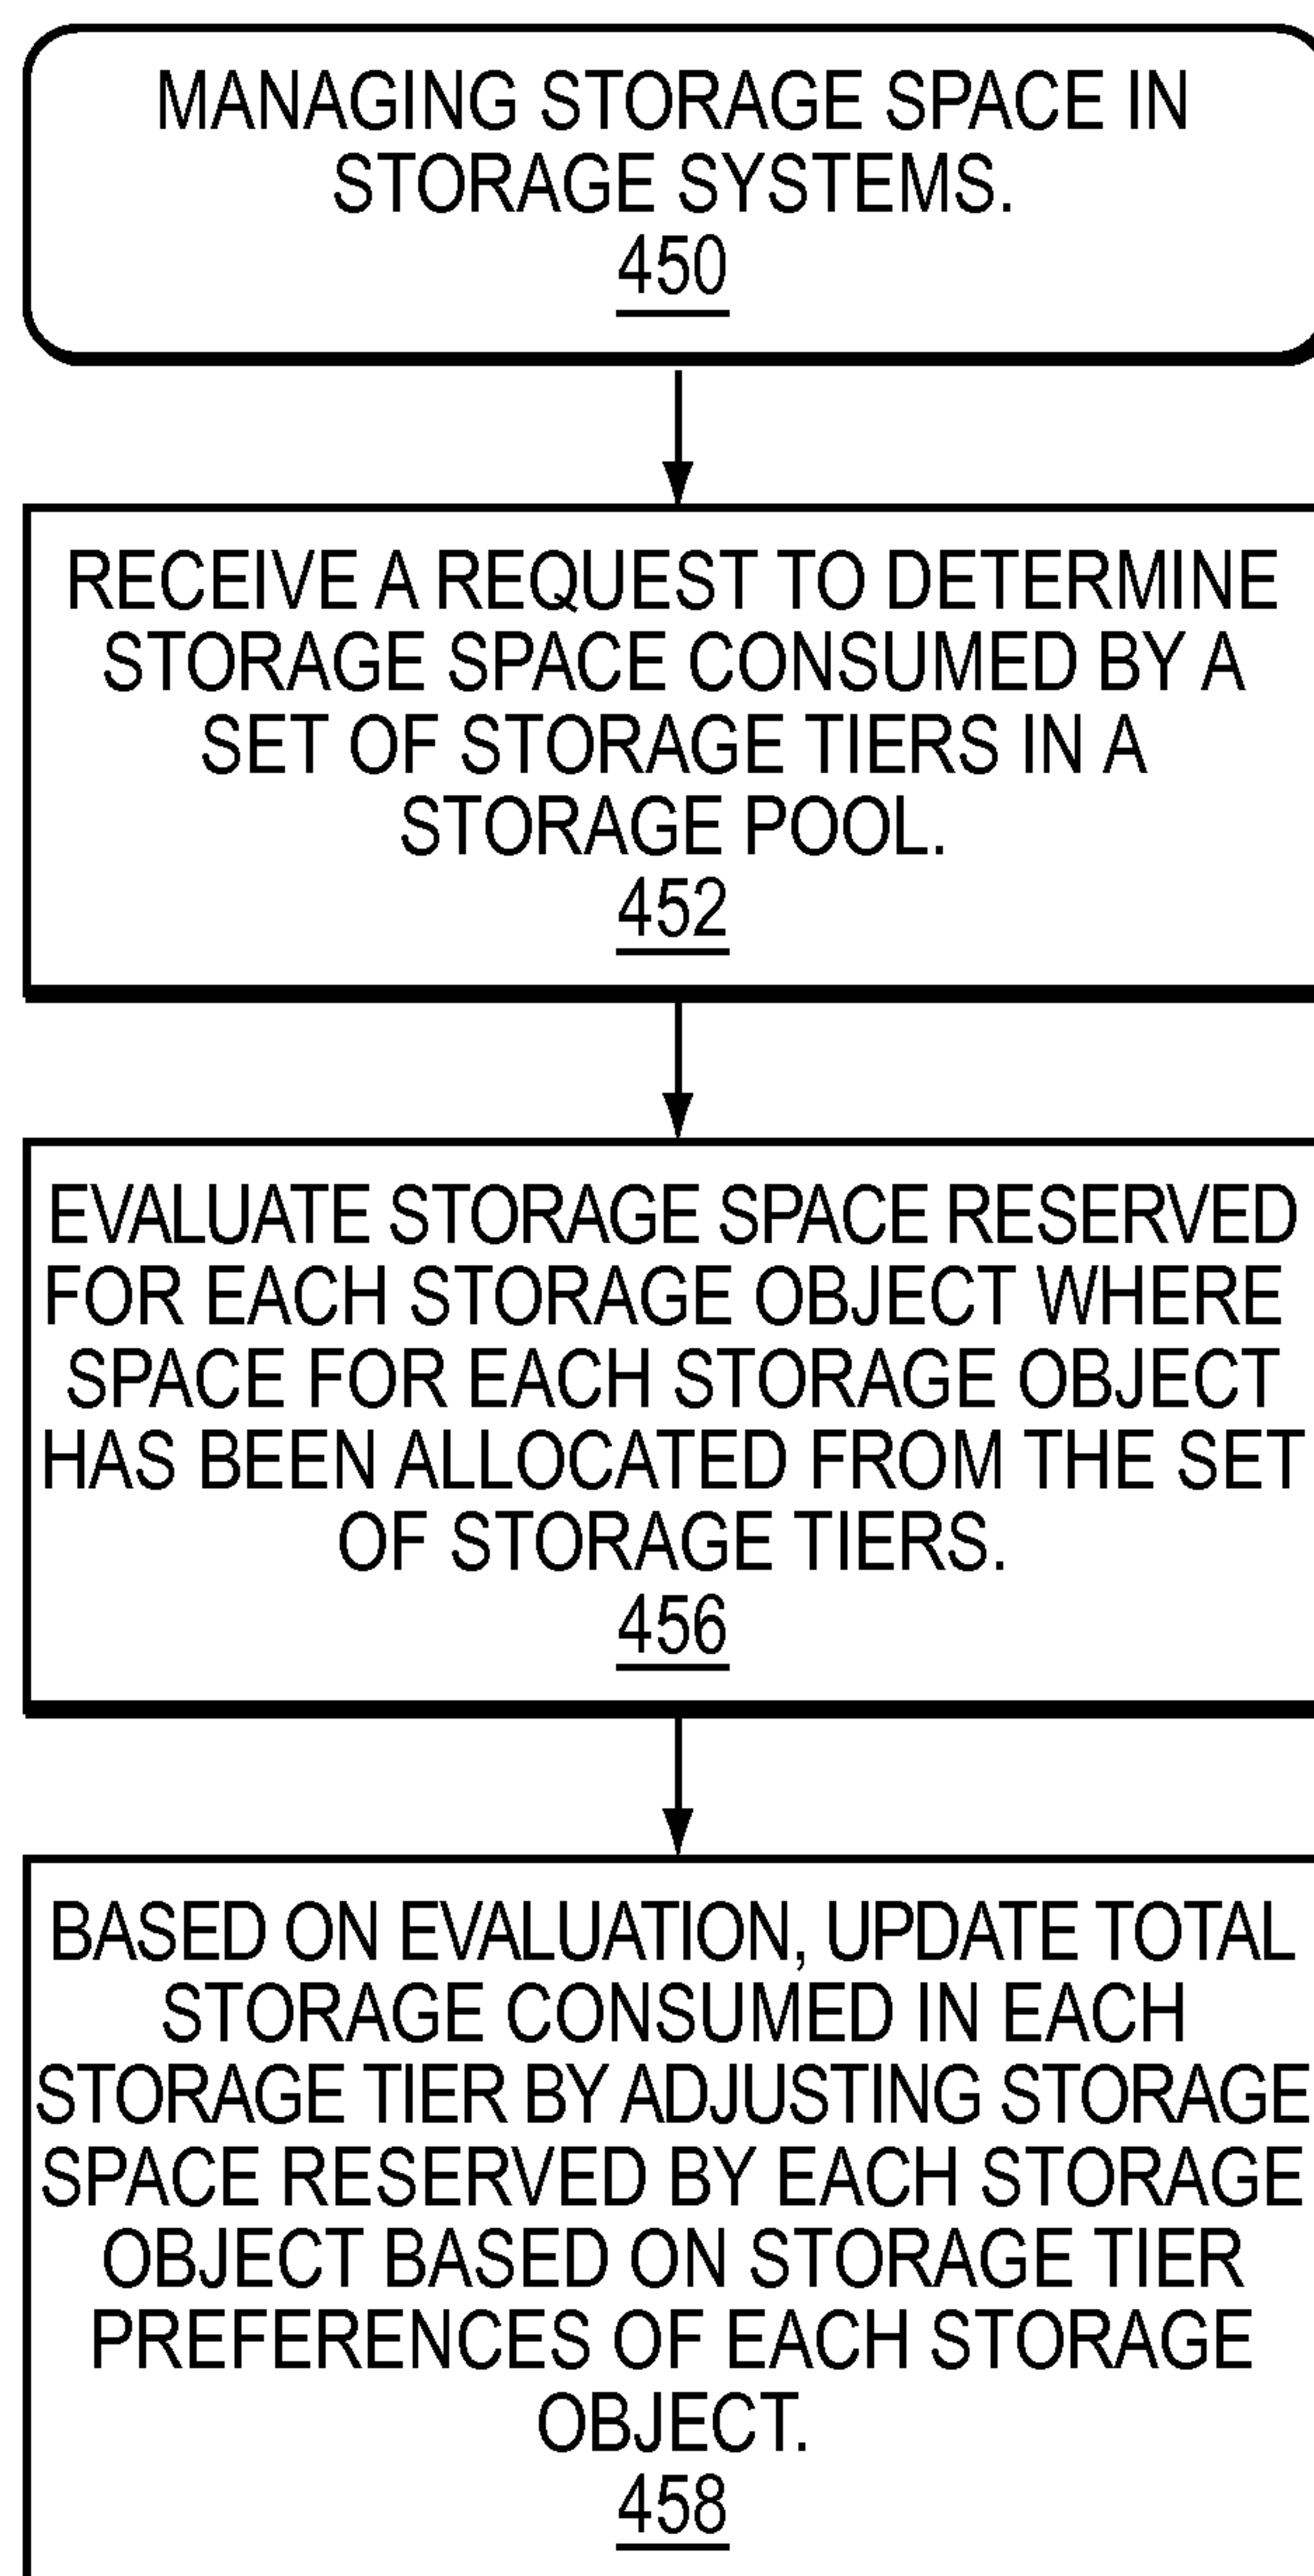 MANAGING STORAGE SPACE IN
STORAGE SYSTEMS.
450
RECEIVE A REQUEST TO DETERMINE
STORAGE SPACE CONSUMED BY A
SET OF STORAGE TIERS IN A
STORAGE POOL.
452
EVALUATE STORAGE SPACE RESERVED
FOR EACH STORAGE OBJECT WHERE
SPACE FOR EACH STORAGE OBJECT
HAS BEEN ALLOCATED FROM THE SET
OF STORAGE TIERS.
456
BASED ON EVALUATION, UPDATE TOTAL
STORAGE CONSUMED IN EACH
STORAGE TIER BY ADJUSTING STORAGE
SPACE RESERVED BY EACH STORAGE
OBJECT BASED ON STORAGE TIER
PREFERENCES OF EACH STORAGE
OBJECT.
458